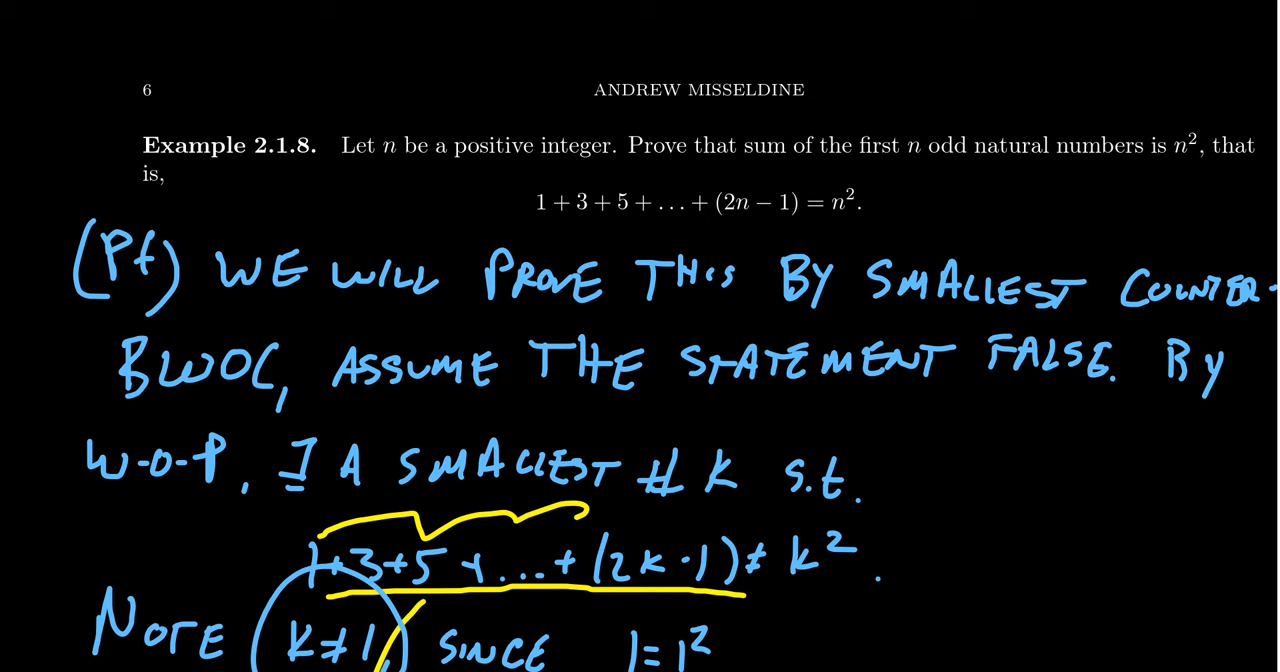 6 ANDREW MISSELDINE
Example 2.1.8. Let n be a positive integer. Prove that sum of the first n odd natural numbers is n², that
is,
1 + 3 + 5 + … + (2n − 1) = n².
(Pf) WE WILL PROVE THIS BY SMALLEST COUNTER-
BWOC, ASSUME THE STATEMENT FALSE. BY
W-O-P, ∃ A SMALLEST # K s.t.
1+3+5+...+(2k-1) ≠ k².
NOTE k≠1, SINCE 1=1²